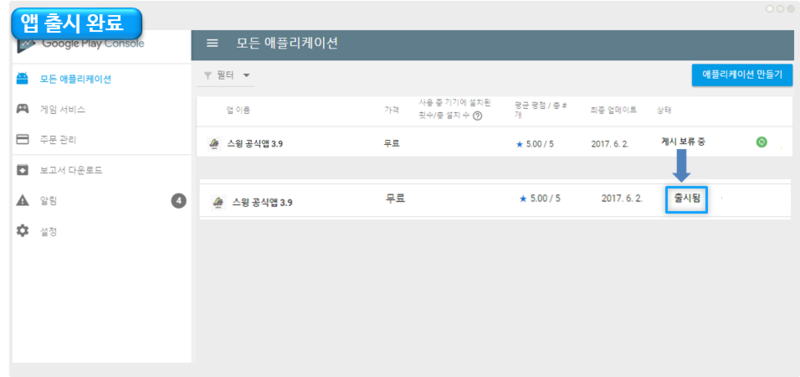 앱 출시 완료
Google Play Console
모든 애플리케이션
모든 애플리케이션
게임 서비스
주문 관리
보고서 다운로드
알림
4
설정
필터
애플리케이션 만들기
앱 이름
가격
사용 중 기기에 설치된
횟수/총 설치 수
평균 평점 / 총 #
개
최종 업데이트
상태
스윙 공식앱 3.9
무료
★ 5.00 / 5
2017. 6. 2.
게시 보류 중
스윙 공식앱 3.9
무료
★ 5.00 / 5
2017. 6. 2.
출시됨